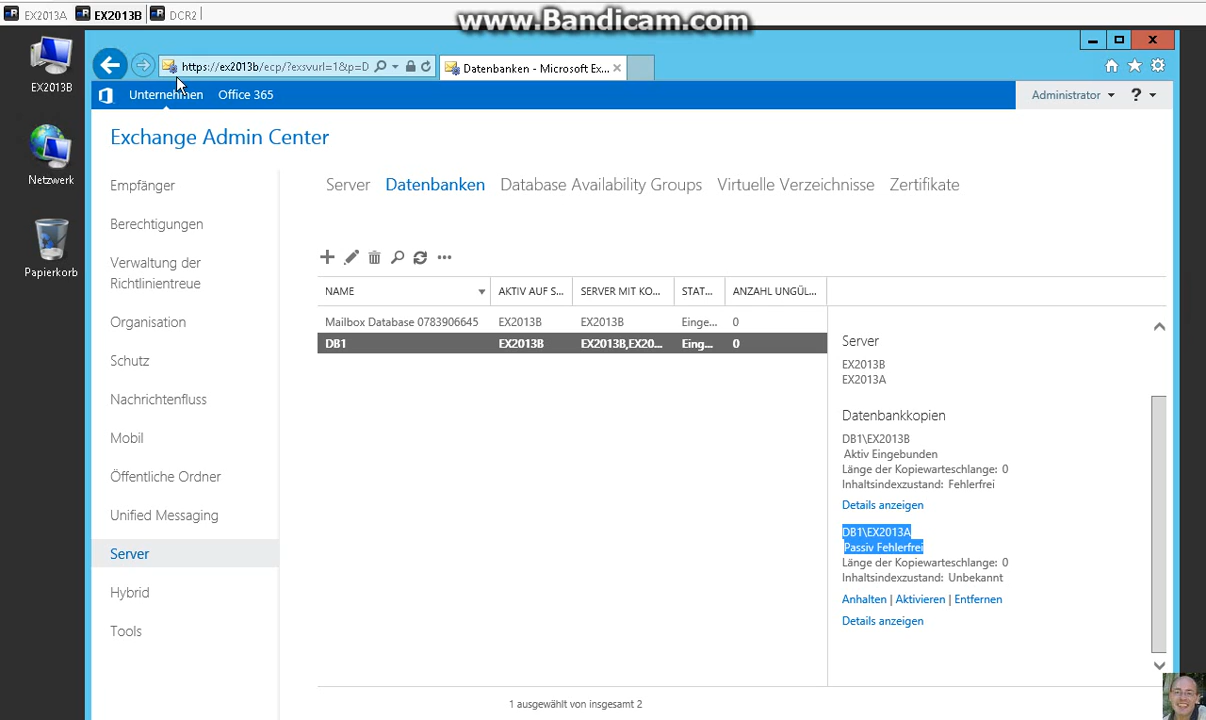 EX2013A
EX2013B
DCR2
www.Bandicam.com
EX2013B
Netzwerk
Papierkorb
https://ex2013b/ecp/?exsvurl=1&p=D
Datenbanken - Microsoft Ex...
Unternehmen
Office 365
Administrator
?
Exchange Admin Center
Empfänger
Berechtigungen
Verwaltung der
Richtlinientreue
Organisation
Schutz
Nachrichtenfluss
Mobil
Öffentliche Ordner
Unified Messaging
Server
Hybrid
Tools
Server
Datenbanken
Database Availability Groups
Virtuelle Verzeichnisse
Zertifikate
NAME
AKTIV AUF S...
SERVER MIT KO...
STAT...
ANZAHL UNGÜL...
Mailbox Database 0783906645
EX2013B
EX2013B
Einge...
0
DB1
EX2013B
EX2013B,EX20...
Eing...
0
Server
EX2013B
EX2013A
Datenbankkopien
DB1\EX2013B
Aktiv Eingebunden
Länge der Kopiewarteschlange: 0
Inhaltsindexzustand: Fehlerfrei
Details anzeigen
DB1\EX2013A
Passiv Fehlerfrei
Länge der Kopiewarteschlange: 0
Inhaltsindexzustand: Unbekannt
Anhalten | Aktivieren | Entfernen
Details anzeigen
1 ausgewählt von insgesamt 2